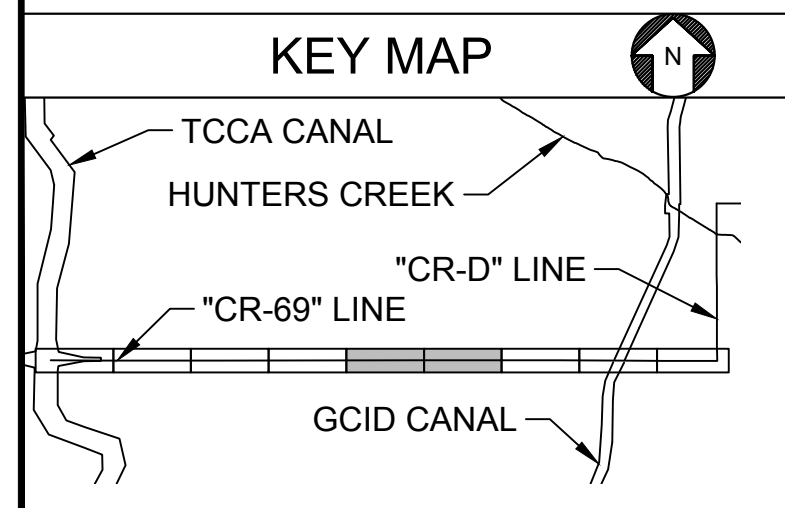 KEY MAP
N
TCCA CANAL
HUNTERS CREEK
"CR-D" LINE
"CR-69" LINE
GCID CANAL